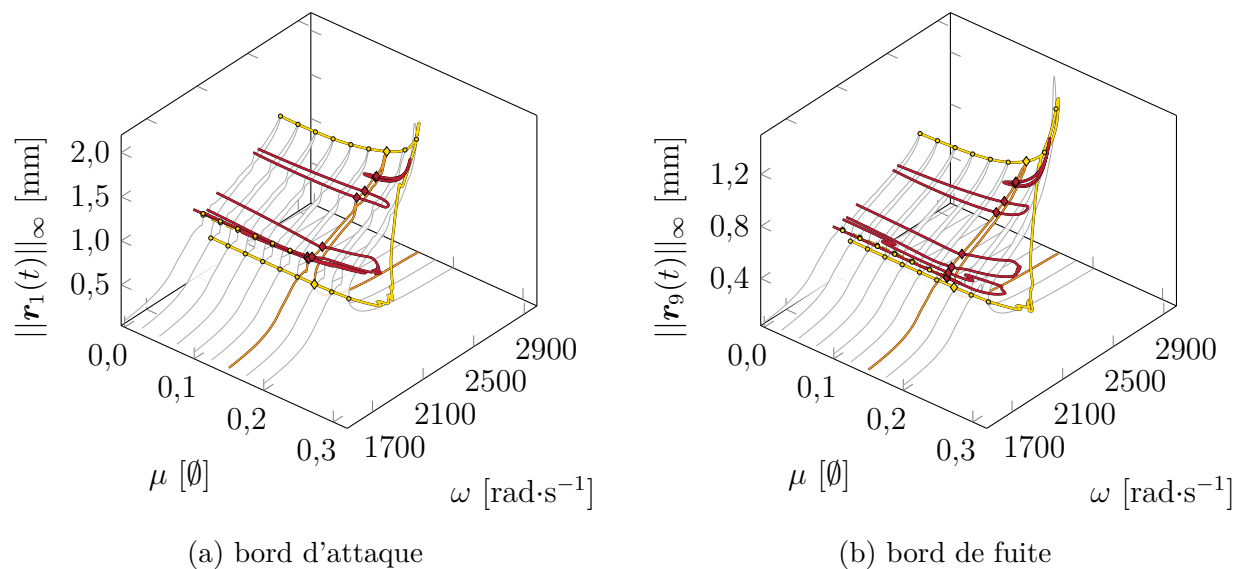 ||r₁(t)||∞ [mm]
2,0
1,5
1,0
0,5
0,0
0,1
0,2
0,3
μ [∅]
1700
2100
2500
2900
ω [rad·s⁻¹]
(a) bord d'attaque
||r₉(t)||∞ [mm]
1,2
0,8
0,4
0,0
0,1
0,2
0,3
μ [∅]
1700
2100
2500
2900
ω [rad·s⁻¹]
(b) bord de fuite